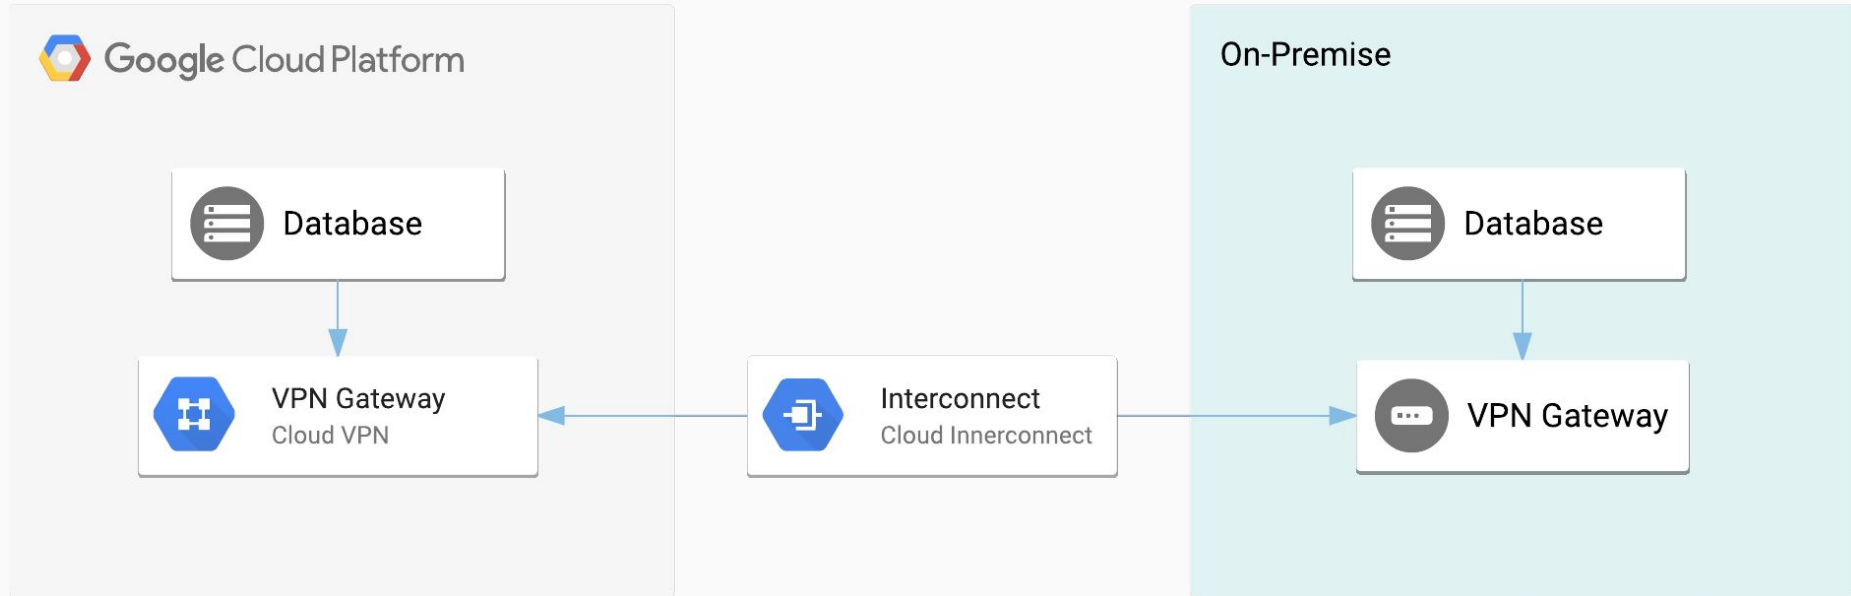 Google Cloud Platform
On-Premise
Database
Database
VPN Gateway
Cloud VPN
Interconnect
Cloud Innerconnect
VPN Gateway